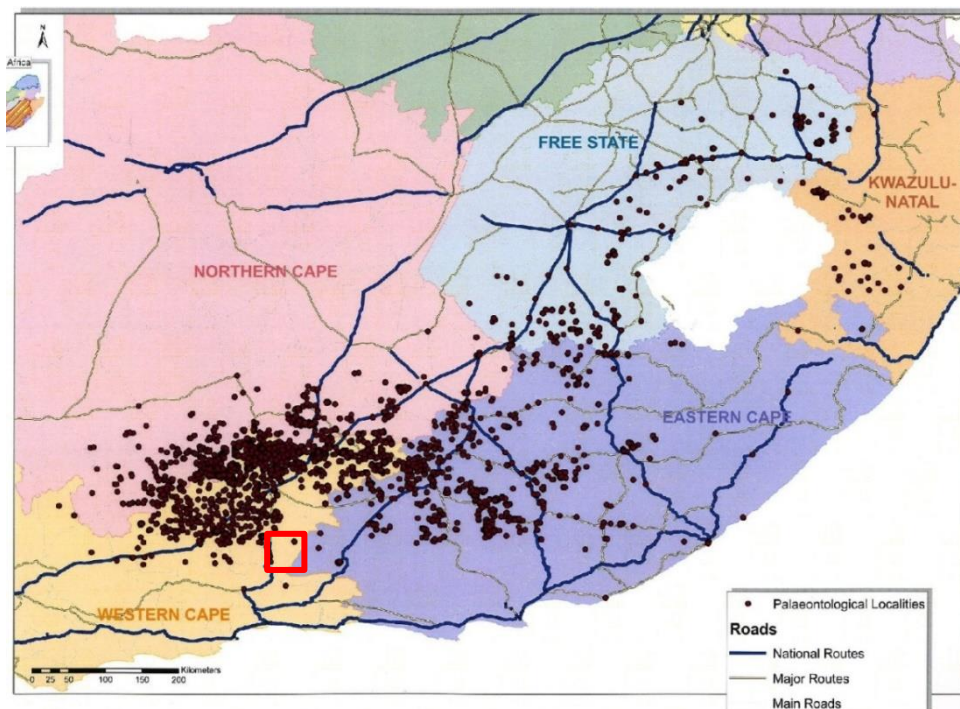 N
Africa
FREE STATE
KWAZULU-
NATAL
NORTHERN CAPE
EASTERN CAPE
WESTERN CAPE
Kilometers
0 25 50 100 150 200
Palaeontological Localities
Roads
National Routes
Major Routes
Main Roads